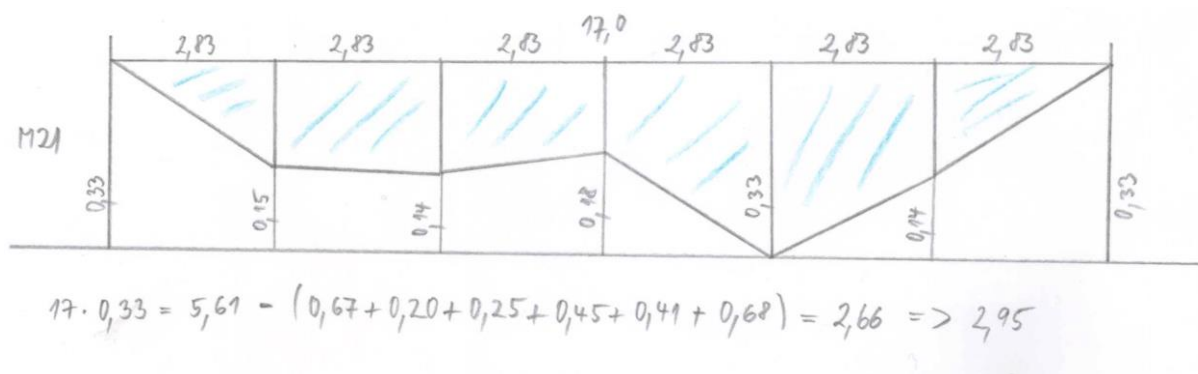 17,0
2,83 2,83 2,83 2,83 2,83 2,83
M21
0,33 0,15 0,14 0,18 0,33 0,14 0,33
17 · 0,33 = 5,61 - (0,67 + 0,20 + 0,25 + 0,45 + 0,41 + 0,68) = 2,66 => 2,95